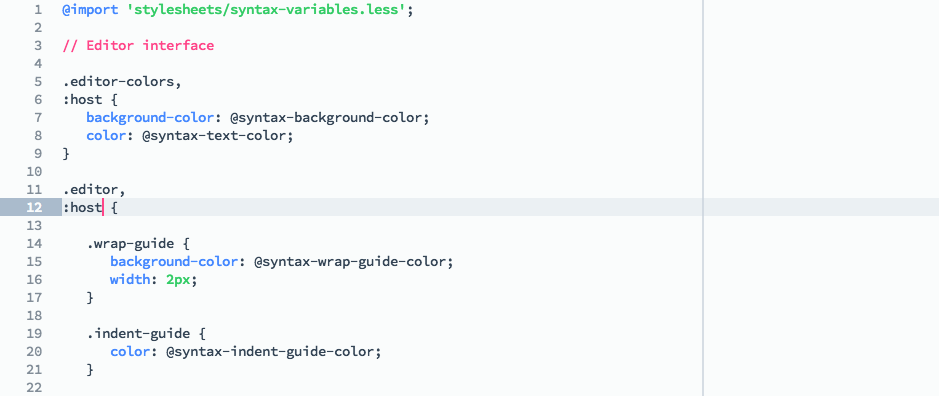 1 @import 'stylesheets/syntax-variables.less';
2
3 // Editor interface
4
5 .editor-colors,
6 :host {
7    background-color: @syntax-background-color;
8    color: @syntax-text-color;
9 }
10
11 .editor,
12 :host {
13
14    .wrap-guide {
15       background-color: @syntax-wrap-guide-color;
16       width: 2px;
17    }
18
19    .indent-guide {
20       color: @syntax-indent-guide-color;
21    }
22